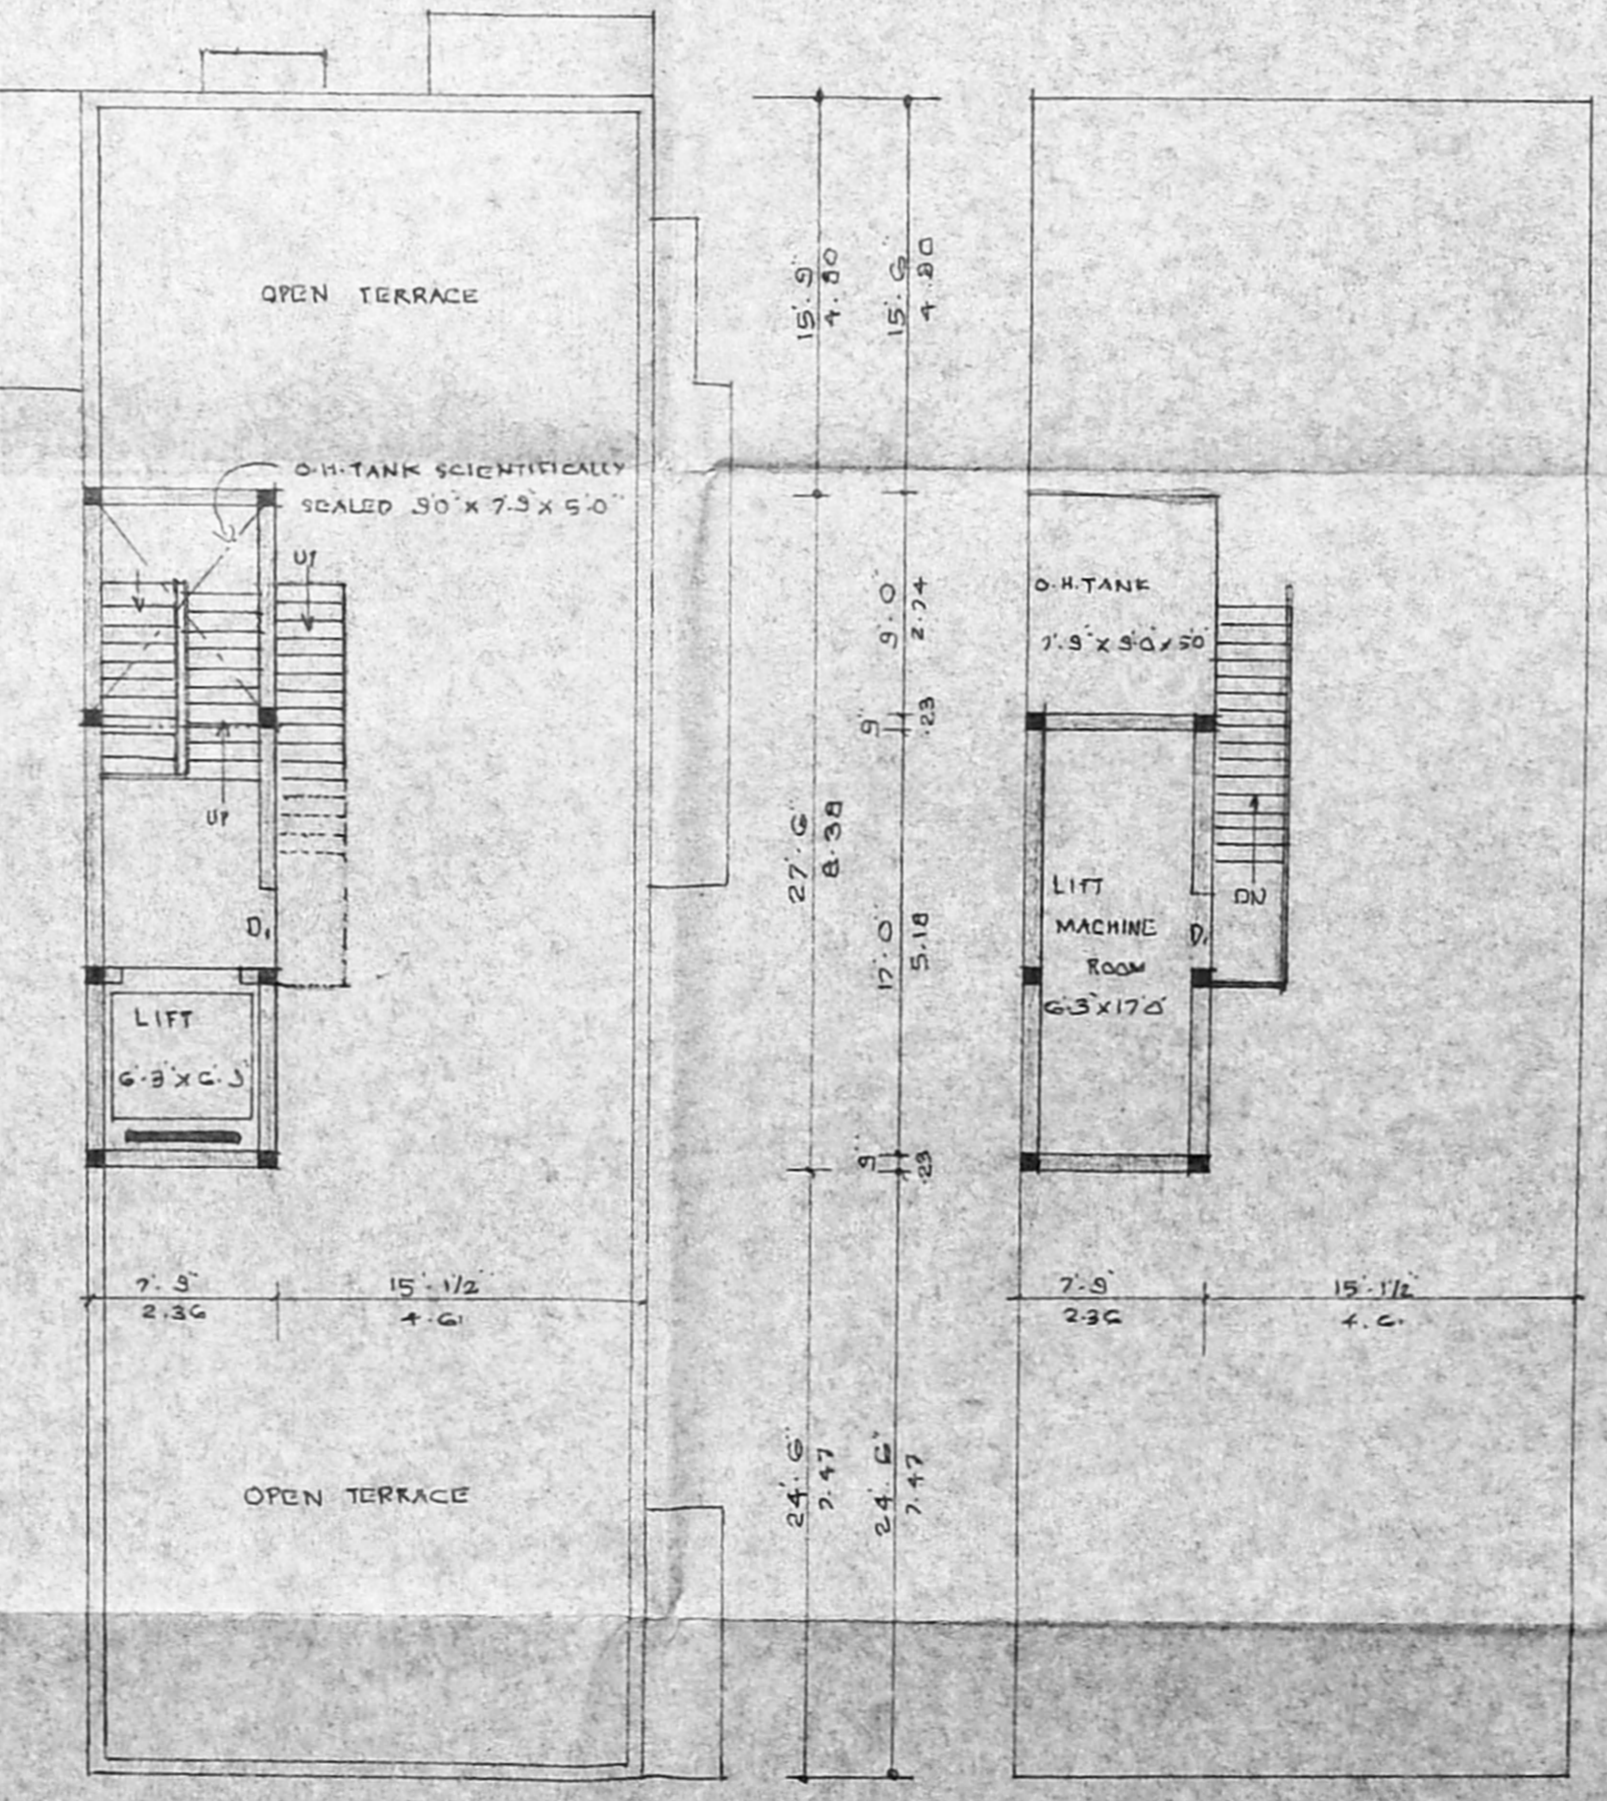 OPEN TERRACE
O.H.TANK SCIENTIFICALLY
SEALED 9'0" X 7'.9" X 5'.0"
UP
UP
D1
LIFT
6'.3" X 6'.3"
7'.9"
2.36
15'-1/2"
4.61
OPEN TERRACE
15'.9"
4.80
15'.6"
4.80
27'.6"
8.38
9'.0"
2.74
9"
.23
17'.0"
5.18
9"
.23
24'.6"
7.47
24'.6"
7.47
O.H.TANK
7'.9" X 9'.0" X 5'0"
LIFT
MACHINE
ROOM
6'.3" X 17'0"
D1
DN
7'.9"
2.36
15'-1/2"